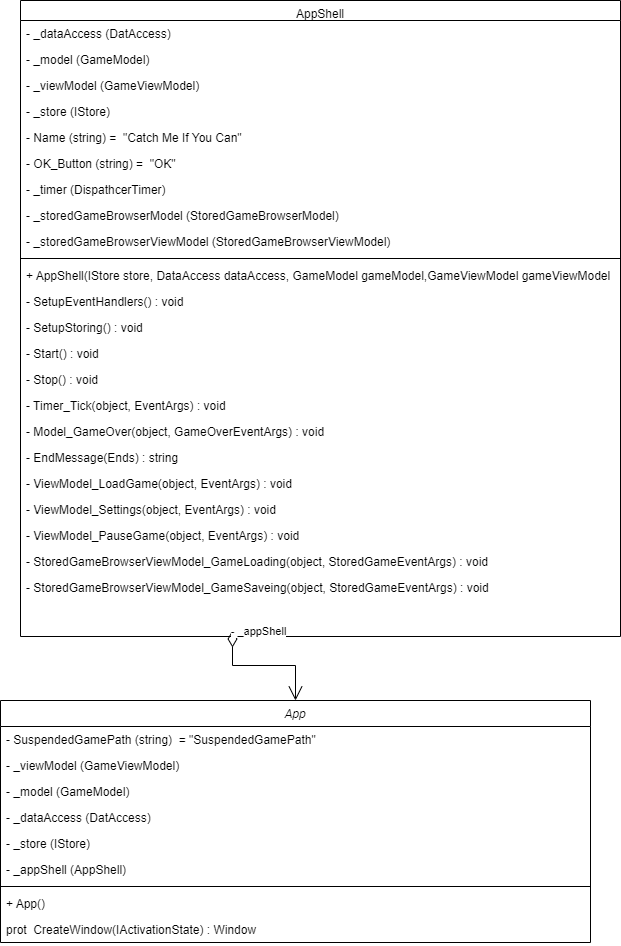 AppShell
- _dataAccess (DatAccess)
- _model (GameModel)
- _viewModel (GameViewModel)
- _store (IStore)
- Name (string) = "Catch Me If You Can"
- OK_Button (string) = "OK"
- _timer (DispathcerTimer)
- _storedGameBrowserModel (StoredGameBrowserModel)
- _storedGameBrowserViewModel (StoredGameBrowserViewModel)
+ AppShell(IStore store, DataAccess dataAccess, GameModel gameModel,GameViewModel gameViewModel
- SetupEventHandlers() : void
- SetupStoring() : void
- Start() : void
- Stop() : void
- Timer_Tick(object, EventArgs) : void
- Model_GameOver(object, GameOverEventArgs) : void
- EndMessage(Ends) : string
- ViewModel_LoadGame(object, EventArgs) : void
- ViewModel_Settings(object, EventArgs) : void
- ViewModel_PauseGame(object, EventArgs) : void
- StoredGameBrowserViewModel_GameLoading(object, StoredGameEventArgs) : void
- StoredGameBrowserViewModel_GameSaveing(object, StoredGameEventArgs) : void
- _appShell
App
- SuspendedGamePath (string) = "SuspendedGamePath"
- _viewModel (GameViewModel)
- _model (GameModel)
- _dataAccess (DatAccess)
- _store (IStore)
- _appShell (AppShell)
+ App()
prot CreateWindow(IActivationState) : Window